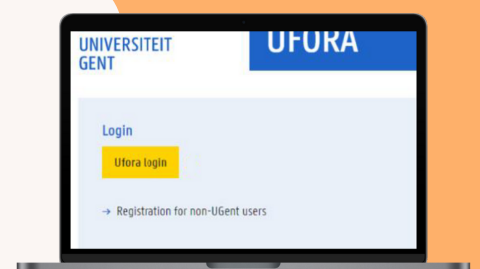 UNIVERSITEIT
GENT
UFORA
Login
Ufora login
→ Registration for non-UGent users